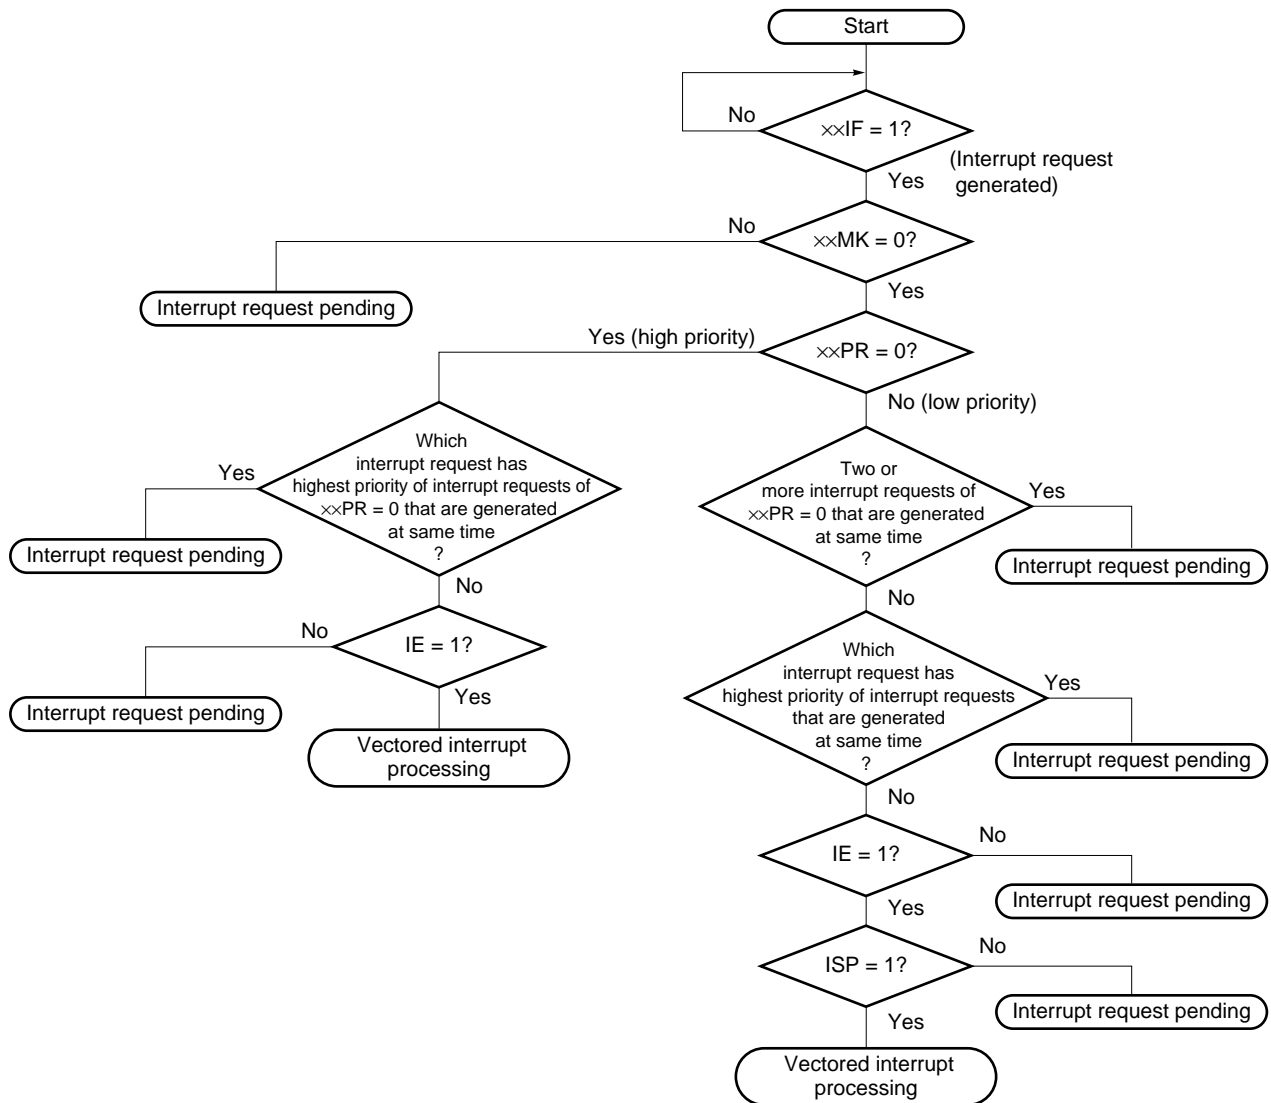 Start
No
××IF = 1?
(Interrupt request
generated)
Yes
No
××MK = 0?
Interrupt request pending
Yes
Yes (high priority)
××PR = 0?
No (low priority)
Which
interrupt request has
highest priority of interrupt requests of
××PR = 0 that are generated
at same time
?
Yes
Interrupt request pending
No
No
IE = 1?
Interrupt request pending
Yes
Vectored interrupt
processing
Two or
more interrupt requests of
××PR = 0 that are generated
at same time
?
Yes
Interrupt request pending
No
Which
interrupt request has
highest priority of interrupt requests
that are generated
at same time
?
Yes
Interrupt request pending
No
IE = 1?
No
Interrupt request pending
Yes
ISP = 1?
No
Interrupt request pending
Yes
Vectored interrupt
processing